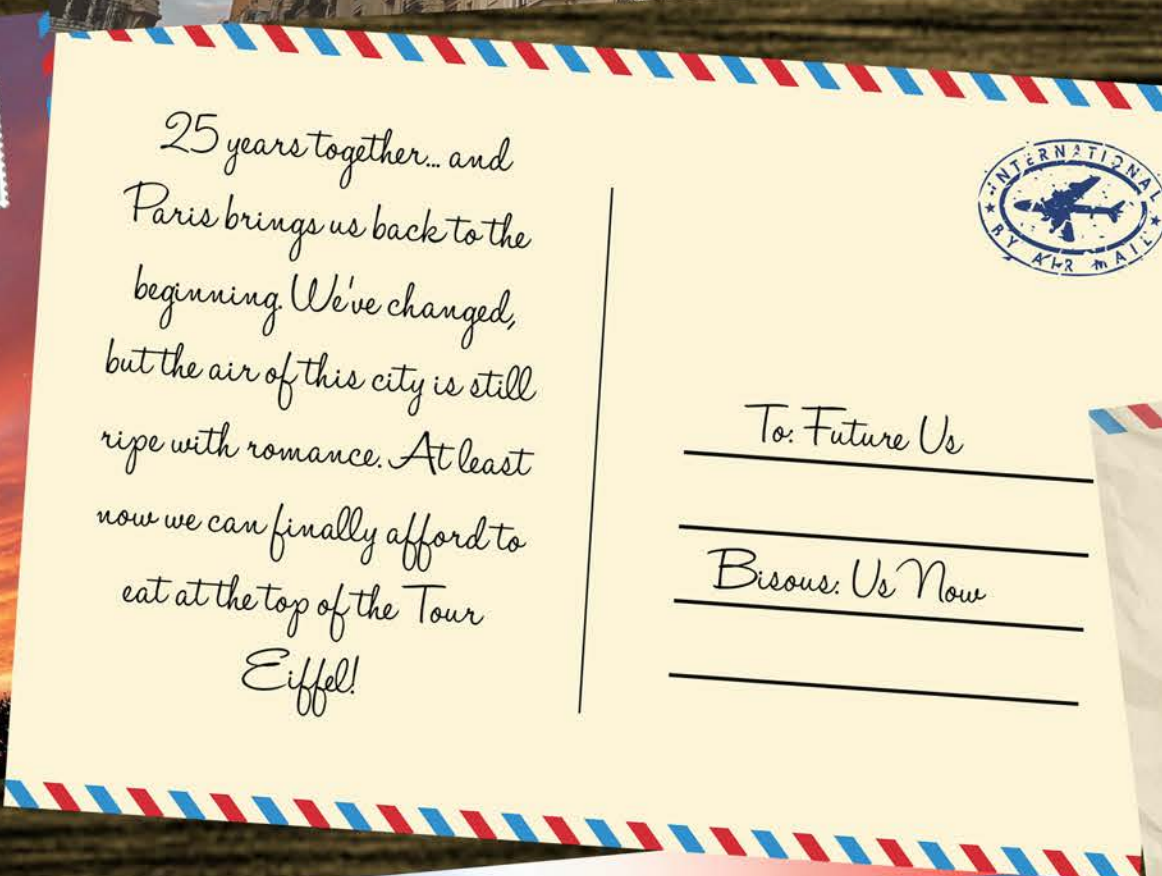 25 years together... and
Paris brings us back to the
beginning. We've changed,
but the air of this city is still
ripe with romance. At least
now we can finally afford to
eat at the top of the Tour
Eiffel!
INTERNATIONAL
BY AIR MAIL
To: Future Us
Bisous: Us Now